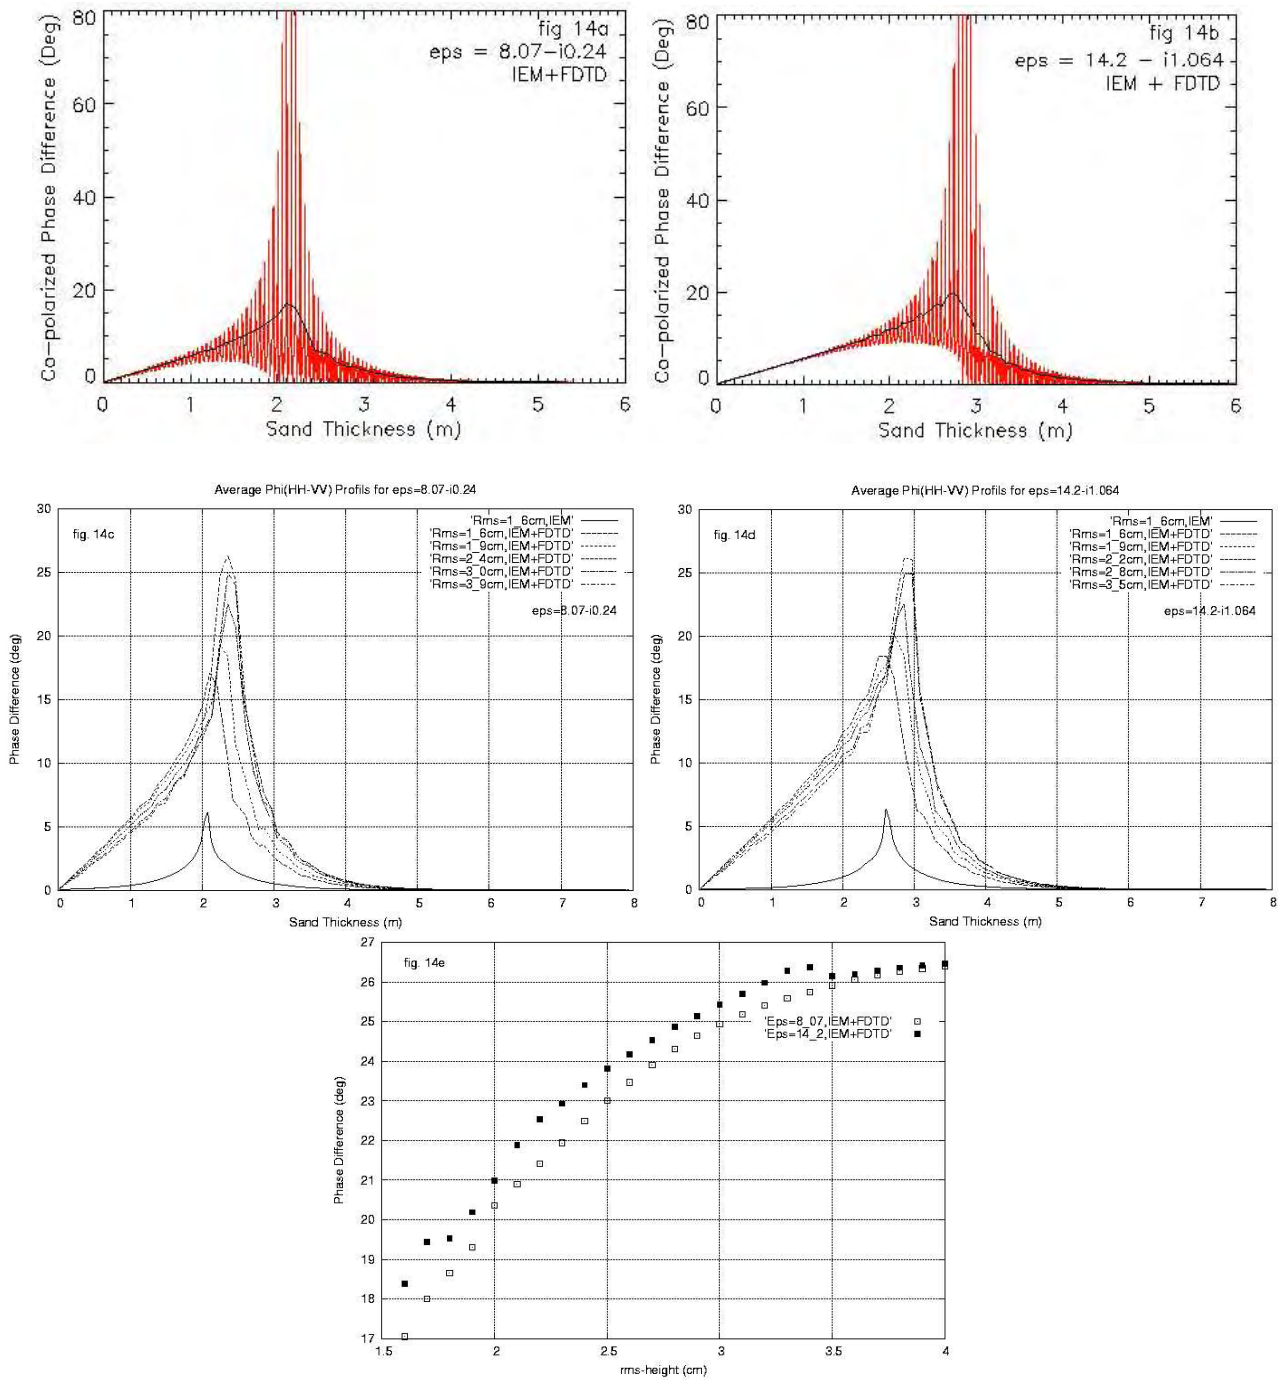 80
60
40
20
0
Co-polarized Phase Difference (Deg)
fig 14a
eps = 8.07-i0.24
IEM+FDTD
0 1 2 3 4 5 6
Sand Thickness (m)
80
60
40
20
0
Co-polarized Phase Difference (Deg)
fig 14b
eps = 14.2 - i1.064
IEM + FDTD
0 1 2 3 4 5 6
Sand Thickness (m)
Average Phi(HH-VV) Profils for eps=8.07-i0.24
30
25
20
15
10
5
0
Phase Difference (deg)
fig. 14c
'Rms=1_6cm,IEM'
'Rms=1_6cm,IEM+FDTD'
'Rms=1_9cm,IEM+FDTD'
'Rms=2_4cm,IEM+FDTD'
'Rms=3_0cm,IEM+FDTD'
'Rms=3_9cm,IEM+FDTD'
eps=8.07-i0.24
0 1 2 3 4 5 6 7 8
Sand Thickness (m)
Average Phi(HH-VV) Profils for eps=14.2-i1.064
30
25
20
15
10
5
0
Phase Difference (deg)
fig. 14d
'Rms=1_6cm,IEM'
'Rms=1_6cm,IEM+FDTD'
'Rms=1_9cm,IEM+FDTD'
'Rms=2_2cm,IEM+FDTD'
'Rms=2_8cm,IEM+FDTD'
'Rms=3_5cm,IEM+FDTD'
eps=14.2-i1.064
0 1 2 3 4 5 6 7 8
Sand Thickness (m)
27
26
25
24
23
22
21
20
19
18
17
Phase Difference (deg)
fig. 14e
'Eps=8_07,IEM+FDTD'
'Eps=14_2,IEM+FDTD'
1.5 2 2.5 3 3.5 4
rms-height (cm)